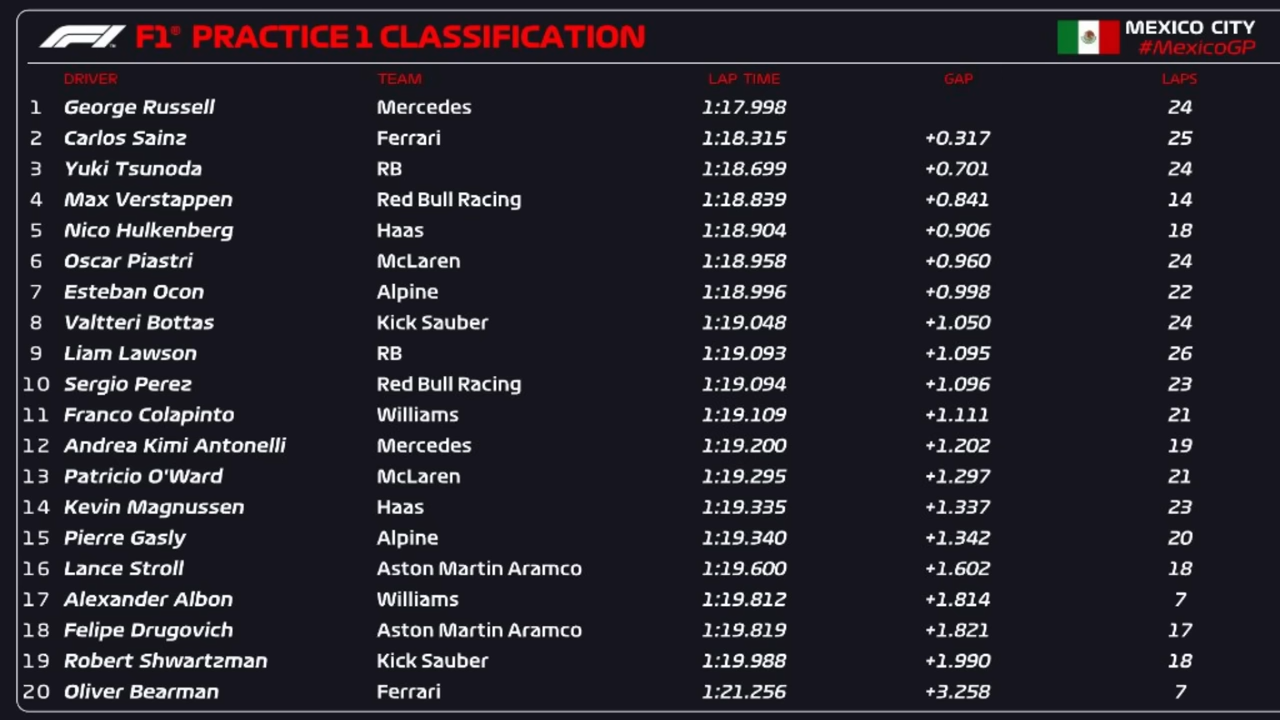 F1® PRACTICE 1 CLASSIFICATION
MEXICO CITY
#MexicoGP
DRIVER TEAM LAP TIME GAP LAPS
1 George Russell Mercedes 1:17.998 24
2 Carlos Sainz Ferrari 1:18.315 +0.317 25
3 Yuki Tsunoda RB 1:18.699 +0.701 24
4 Max Verstappen Red Bull Racing 1:18.839 +0.841 14
5 Nico Hulkenberg Haas 1:18.904 +0.906 18
6 Oscar Piastri McLaren 1:18.958 +0.960 24
7 Esteban Ocon Alpine 1:18.996 +0.998 22
8 Valtteri Bottas Kick Sauber 1:19.048 +1.050 24
9 Liam Lawson RB 1:19.093 +1.095 26
10 Sergio Perez Red Bull Racing 1:19.094 +1.096 23
11 Franco Colapinto Williams 1:19.109 +1.111 21
12 Andrea Kimi Antonelli Mercedes 1:19.200 +1.202 19
13 Patricio O'Ward McLaren 1:19.295 +1.297 21
14 Kevin Magnussen Haas 1:19.335 +1.337 23
15 Pierre Gasly Alpine 1:19.340 +1.342 20
16 Lance Stroll Aston Martin Aramco 1:19.600 +1.602 18
17 Alexander Albon Williams 1:19.812 +1.814 7
18 Felipe Drugovich Aston Martin Aramco 1:19.819 +1.821 17
19 Robert Shwartzman Kick Sauber 1:19.988 +1.990 18
20 Oliver Bearman Ferrari 1:21.256 +3.258 7